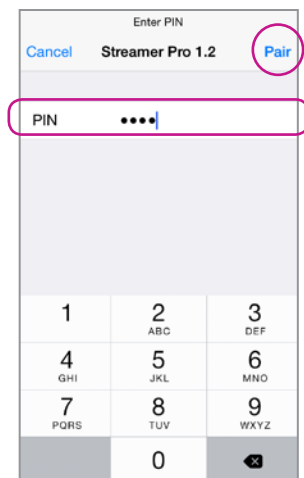 Enter PIN
Cancel Streamer Pro 1.2 Pair
PIN ••••
1 2 3
ABC DEF
4 5 6
GHI JKL MNO
7 8 9
PQRS TUV WXYZ
0